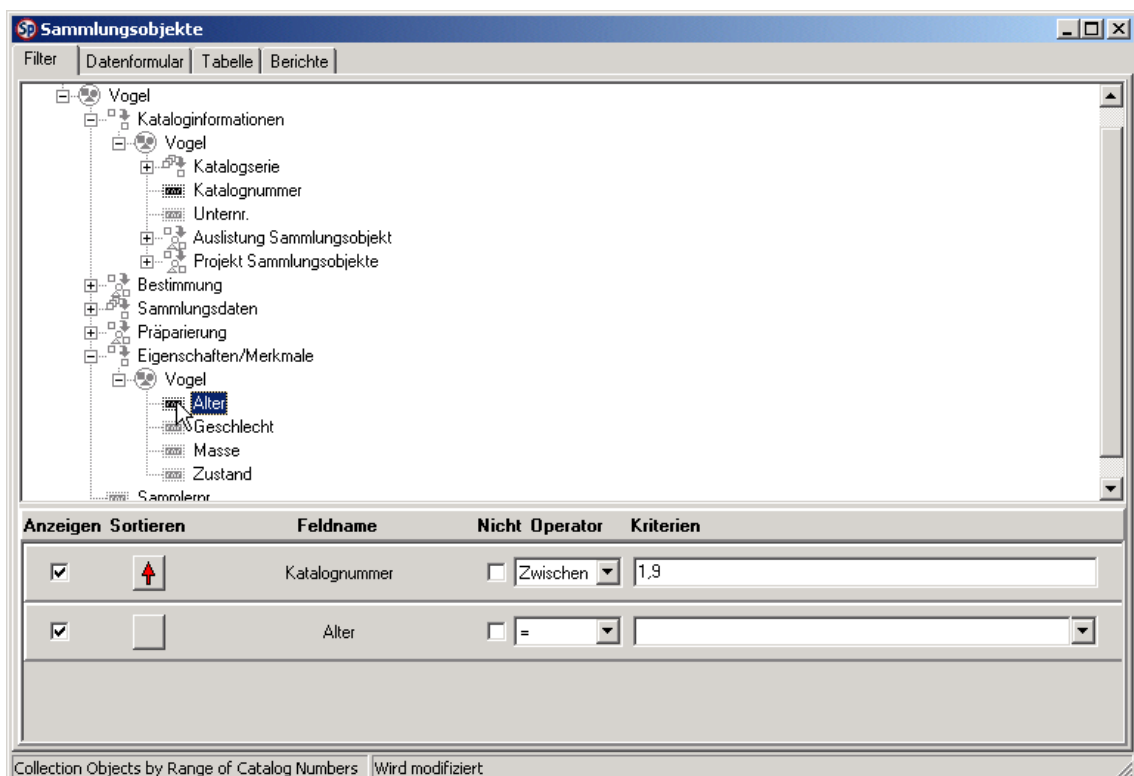 Sp Sammlungsobjekte
Filter Datenformular Tabelle Berichte
Vogel
Kataloginformationen
Vogel
Katalogserie
Katalognummer
Unternr.
Auslistung Sammlungsobjekt
Projekt Sammlungsobjekte
Bestimmung
Sammlungsdaten
Präparierung
Eigenschaften/Merkmale
Vogel
Alter
Geschlecht
Masse
Zustand
Sammlernr.
Anzeigen Sortieren Feldname Nicht Operator Kriterien
Katalognummer Zwischen 1,9
Alter =
Collection Objects by Range of Catalog Numbers Wird modifiziert